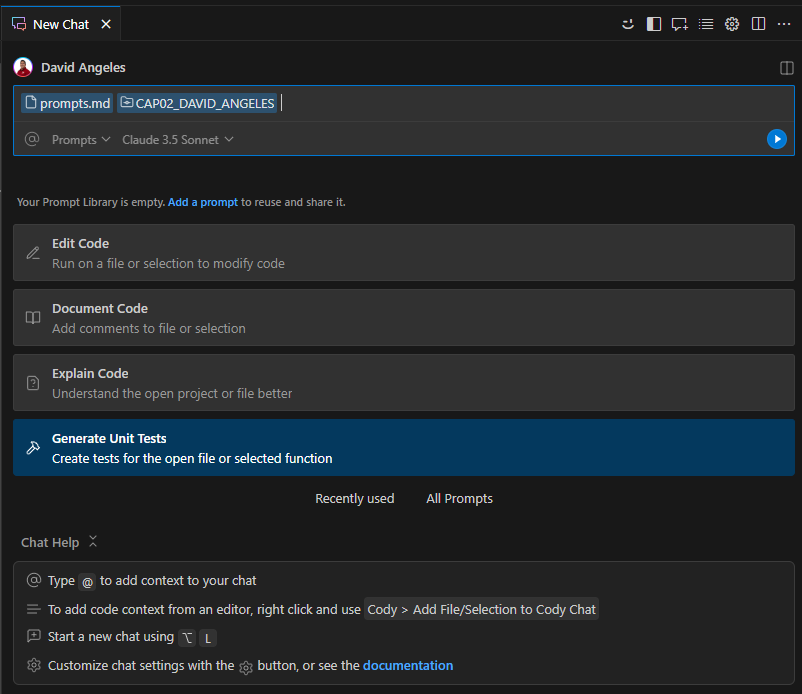 New Chat
David Angeles
prompts.md CAP02_DAVID_ANGELES
@ Prompts Claude 3.5 Sonnet
Your Prompt Library is empty. Add a prompt to reuse and share it.
Edit Code
Run on a file or selection to modify code
Document Code
Add comments to file or selection
Explain Code
Understand the open project or file better
Generate Unit Tests
Create tests for the open file or selected function
Recently used All Prompts
Chat Help
@ Type @ to add context to your chat
To add code context from an editor, right click and use Cody > Add File/Selection to Cody Chat
Start a new chat using ⌥ L
Customize chat settings with the button, or see the documentation